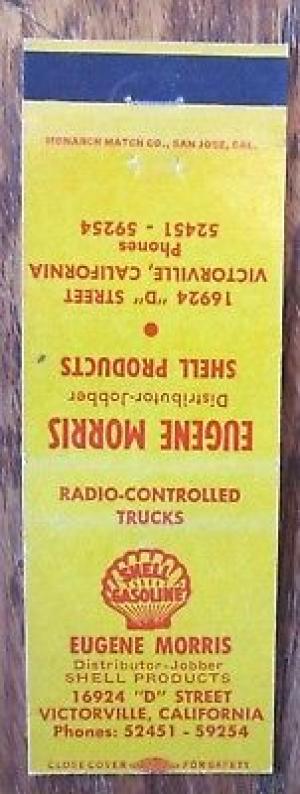 MONARCH MATCH CO., SAN JOSE, CAL.
EUGENE MORRIS
Distributor-Jobber
SHELL PRODUCTS
16924 "D" STREET
VICTORVILLE, CALIFORNIA
Phones
52451 - 59254
RADIO-CONTROLLED
TRUCKS
SHELL
GASOLINE
EUGENE MORRIS
Distributor-Jobber
SHELL PRODUCTS
16924 "D" STREET
VICTORVILLE, CALIFORNIA
Phones: 52451 - 59254
CLOSE COVER FOR SAFETY